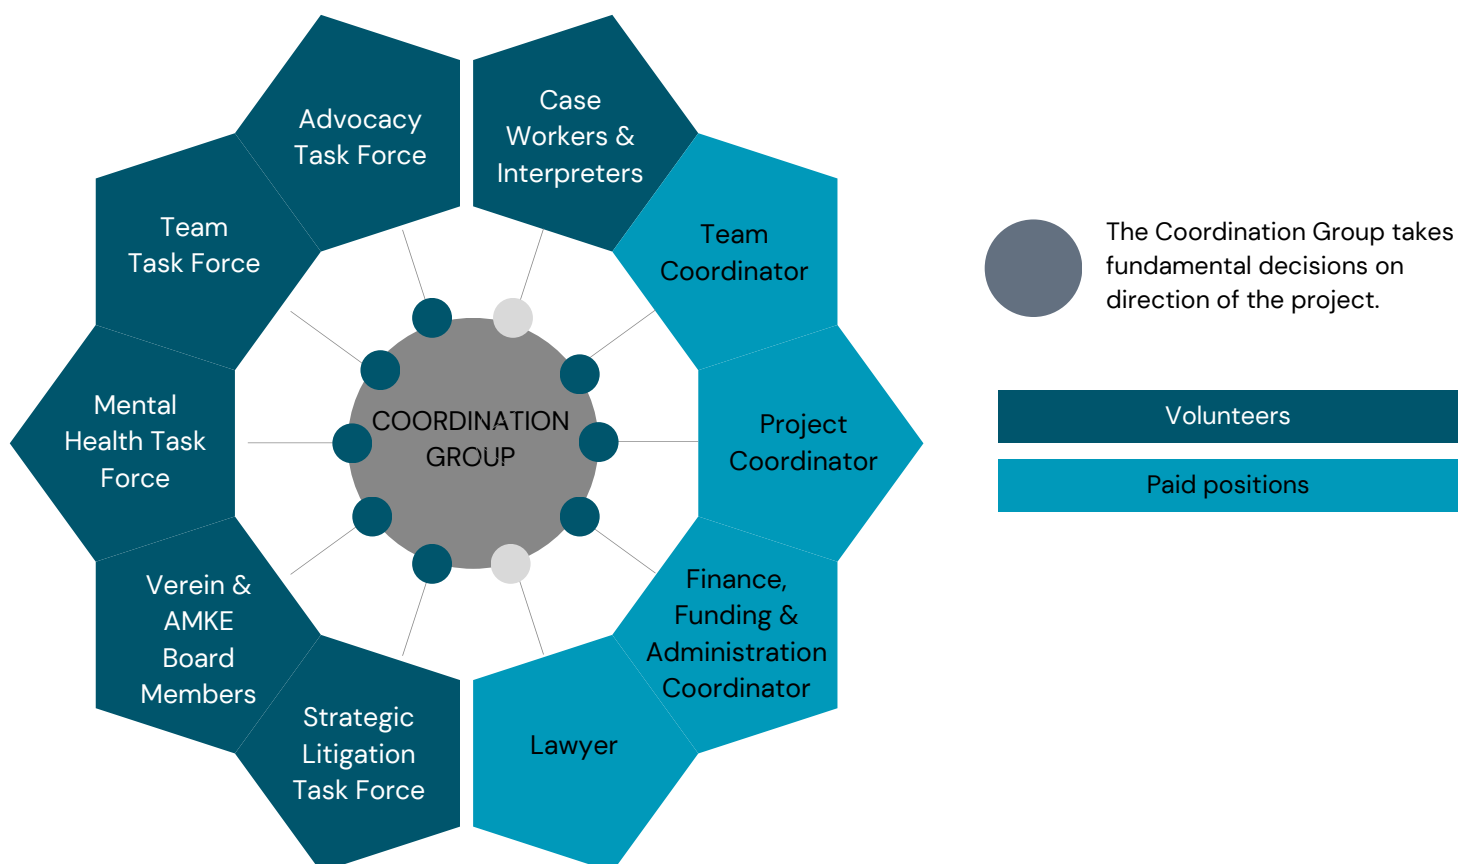 Advocacy
Task Force
Case
Workers &
Interpreters
Team
Task Force
Team
Coordinator
Mental
Health Task
Force
COORDINATION
GROUP
Project
Coordinator
Verein &
AMKE
Board
Members
Finance,
Funding &
Administration
Coordinator
Strategic
Litigation
Task Force
Lawyer
The Coordination Group takes
fundamental decisions on
direction of the project.
Volunteers
Paid positions